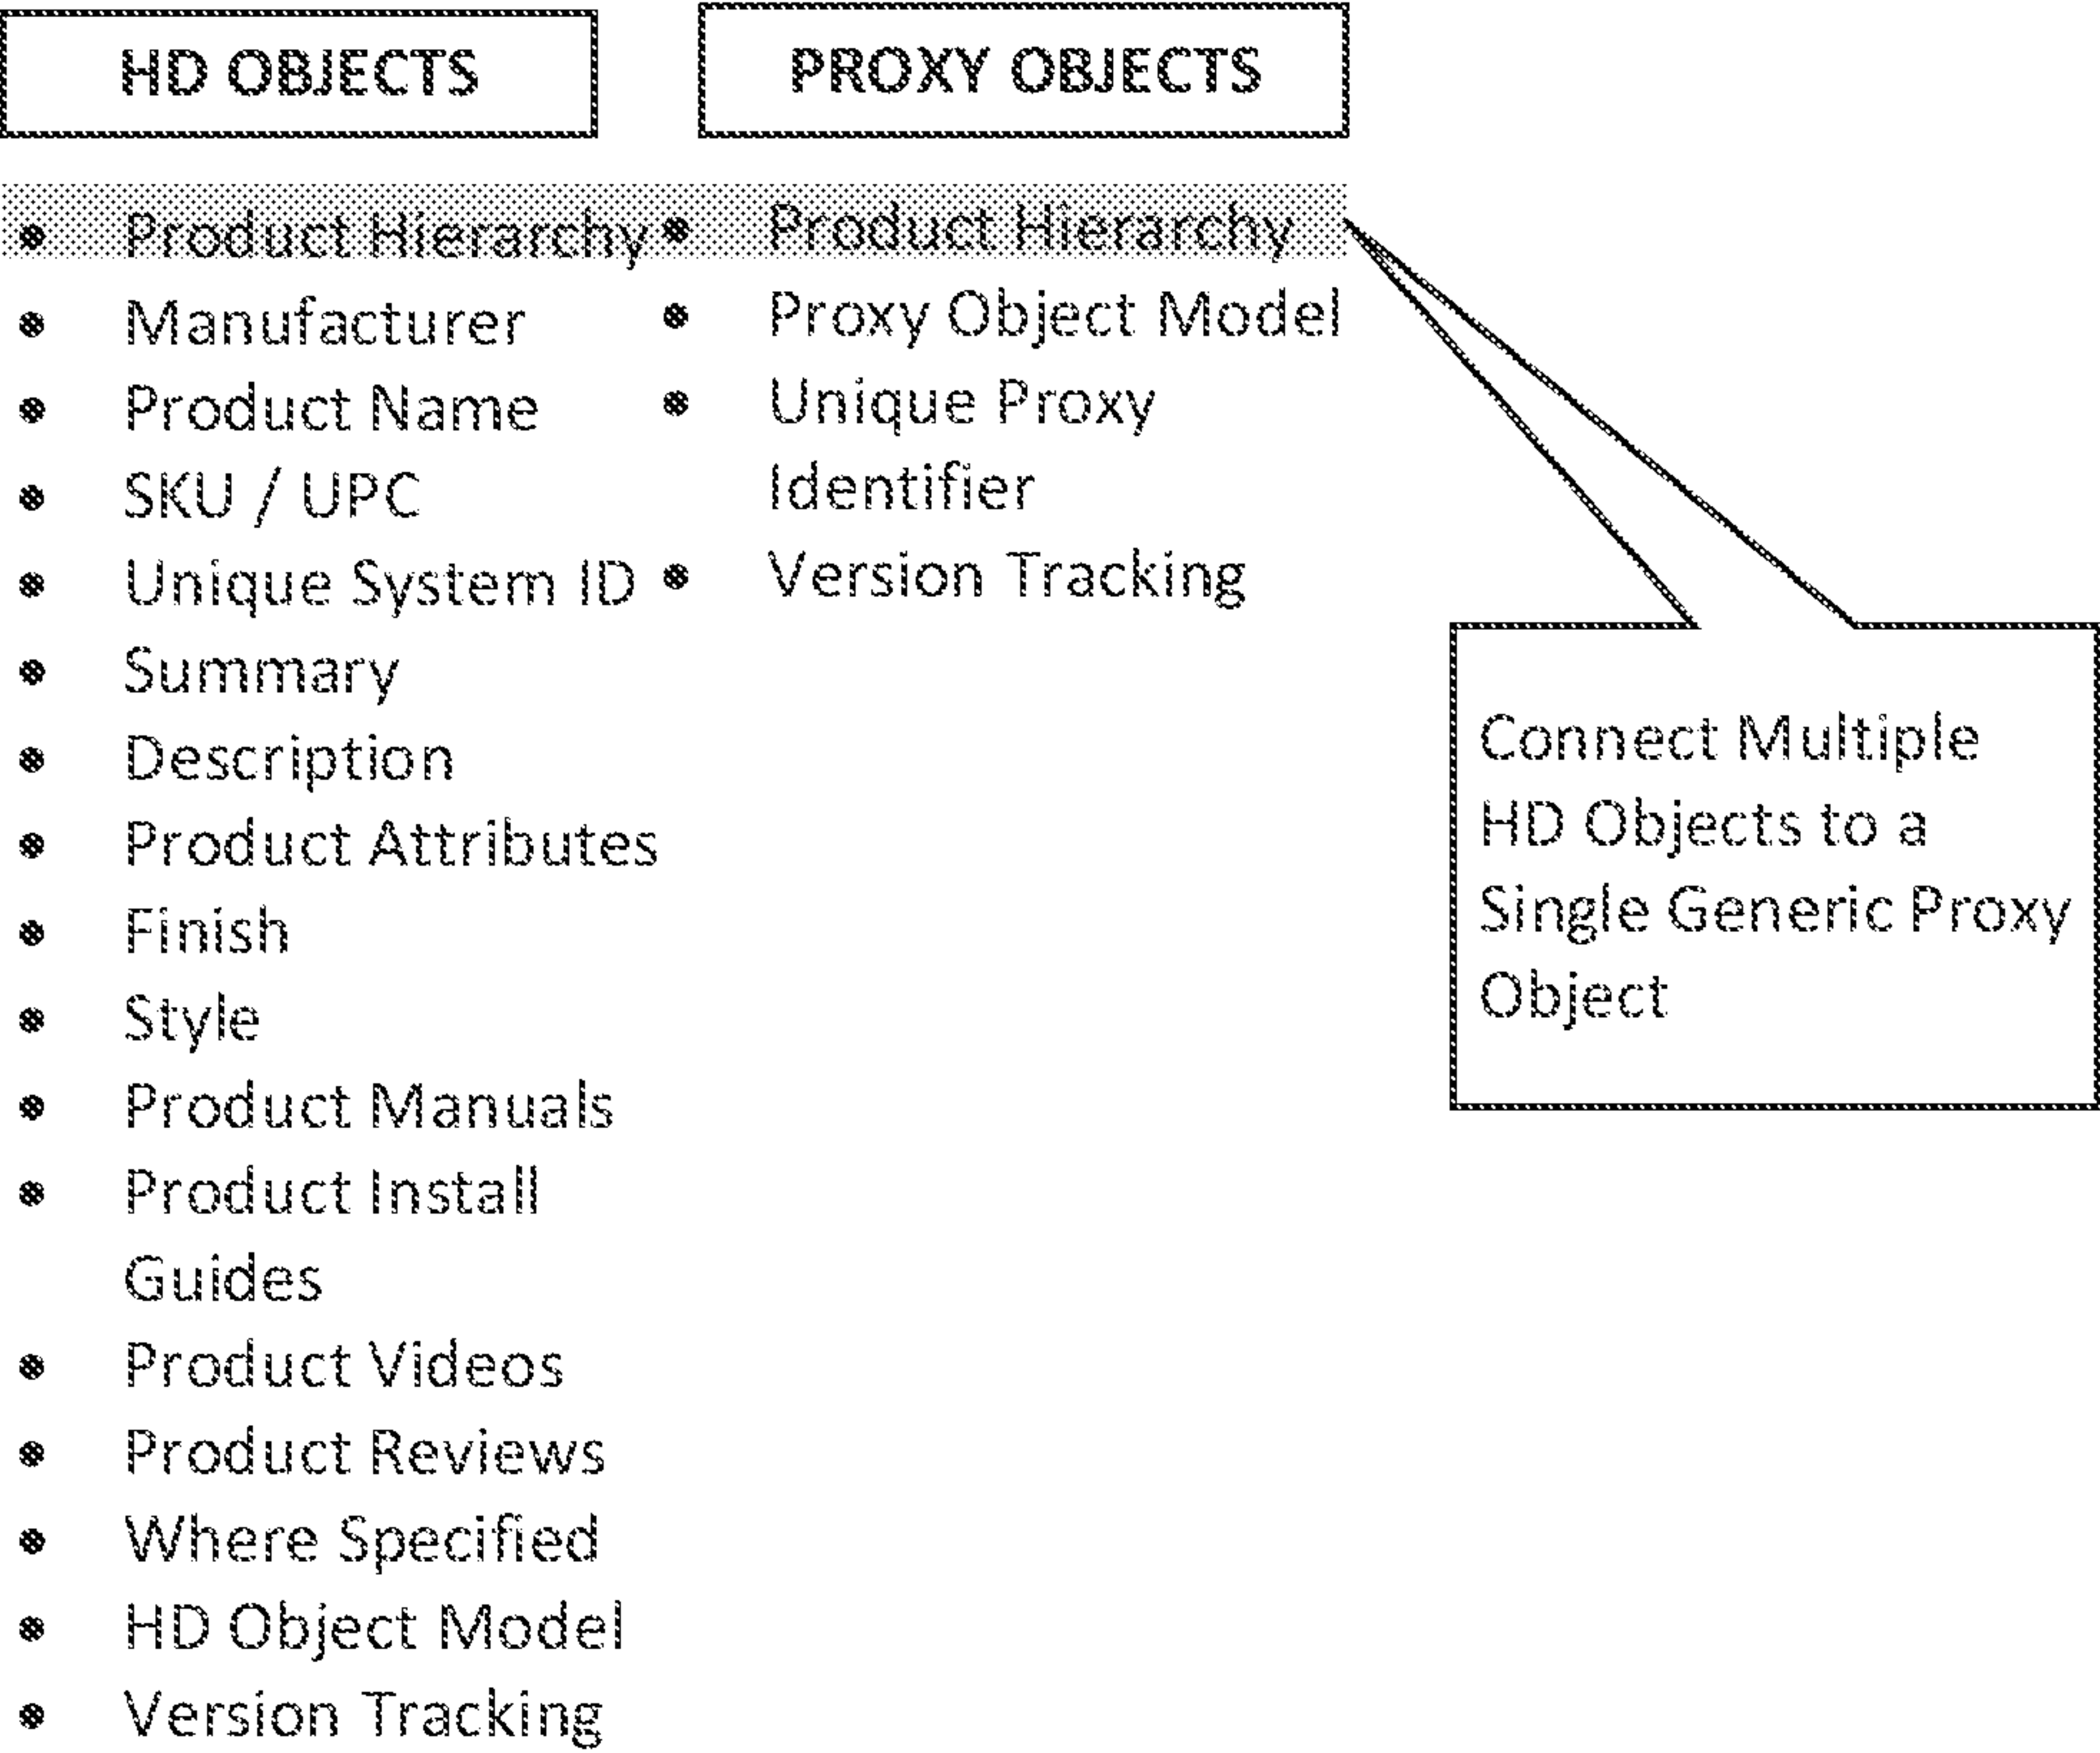 HD OBJECTS
• Product Hierarchy
• Manufacturer
• Product Name
• SKU / UPC
• Unique System ID
• Summary
• Description
• Product Attributes
• Finish
• Style
• Product Manuals
• Product Install
Guides
• Product Videos
• Product Reviews
• Where Specified
• HD Object Model
• Version Tracking
PROXY OBJECTS
• Product Hierarchy
• Proxy Object Model
• Unique Proxy
Identifier
• Version Tracking
Connect Multiple
HD Objects to a
Single Generic Proxy
Object